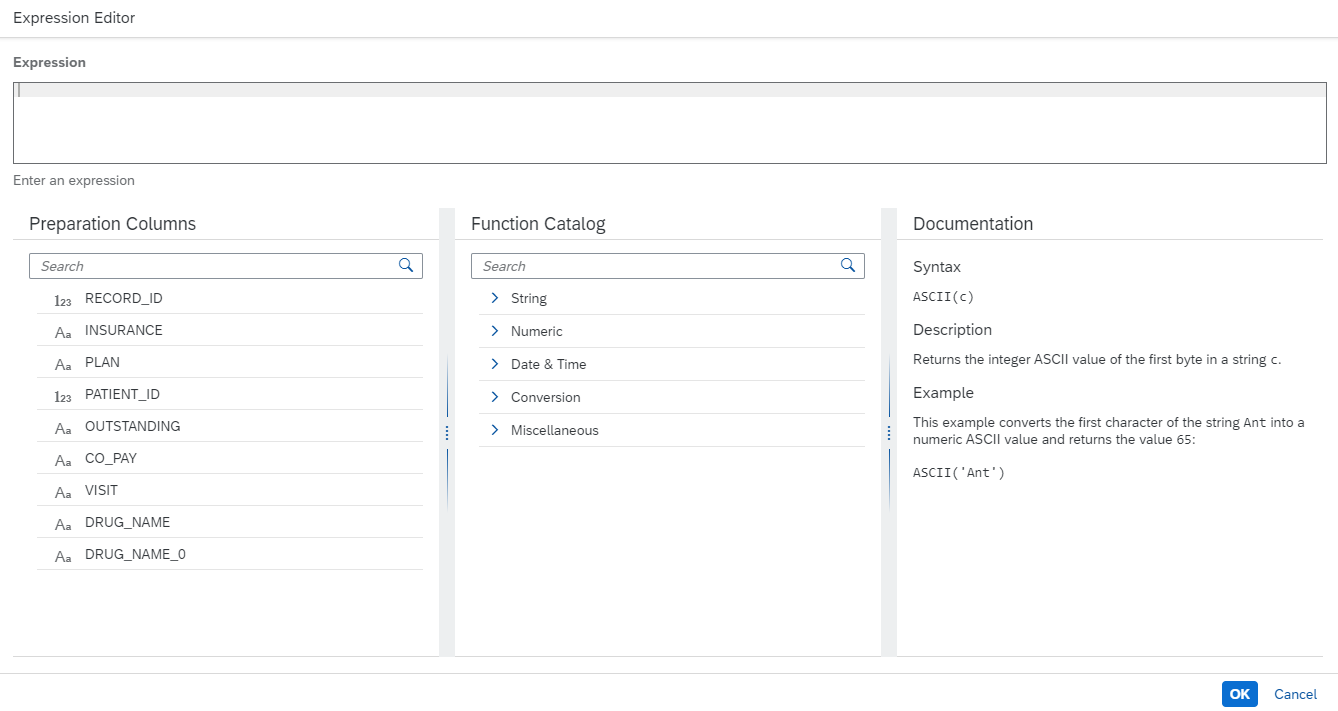 Expression Editor
Expression
Enter an expression
Preparation Columns
Search
123 RECORD_ID
Aa INSURANCE
Aa PLAN
123 PATIENT_ID
Aa OUTSTANDING
Aa CO_PAY
Aa VISIT
Aa DRUG_NAME
Aa DRUG_NAME_0
Function Catalog
Search
String
Numeric
Date & Time
Conversion
Miscellaneous
Documentation
Syntax
ASCII(c)
Description
Returns the integer ASCII value of the first byte in a string c.
Example
This example converts the first character of the string Ant into a
numeric ASCII value and returns the value 65:
ASCII('Ant')
OK Cancel